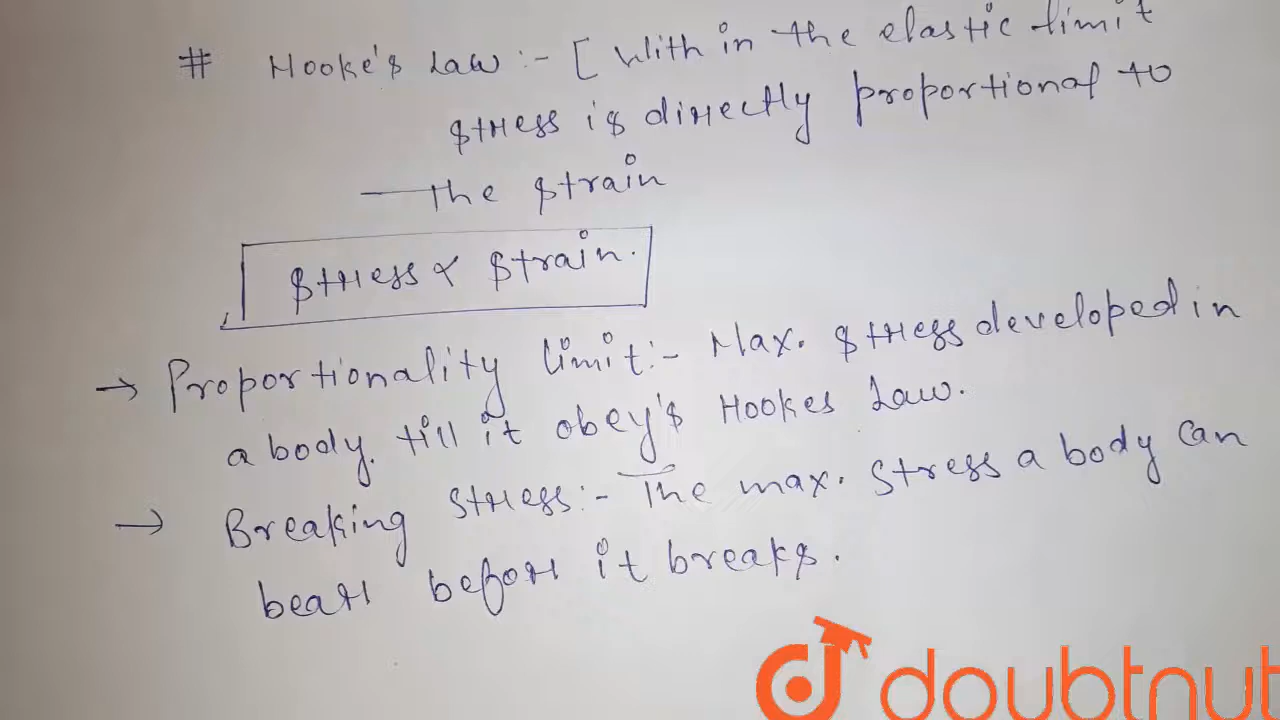 # Hooke's Law :- [ With in the elastic limit
stress is directly proportional to
the strain
Stress ∝ Strain.
→ Proportionality limit :- Max. stress developed in
a body. till it obey's Hookes Law.
→ Breaking stress :- The max. stress a body can
bear befor it breaks.
doubtnut